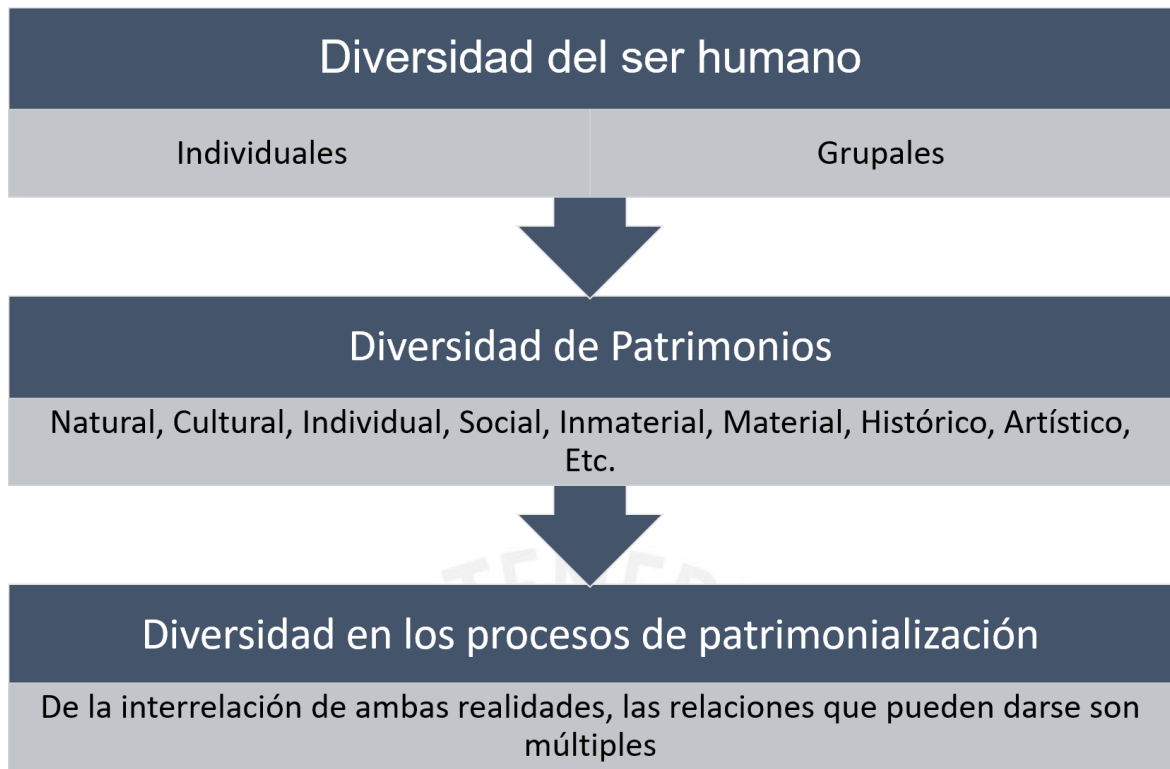 Diversidad del ser humano
Individuales
Grupales
Diversidad de Patrimonios
Natural, Cultural, Individual, Social, Inmaterial, Material, Histórico, Artístico,
Etc.
Diversidad en los procesos de patrimonialización
De la interrelación de ambas realidades, las relaciones que pueden darse son
múltiples